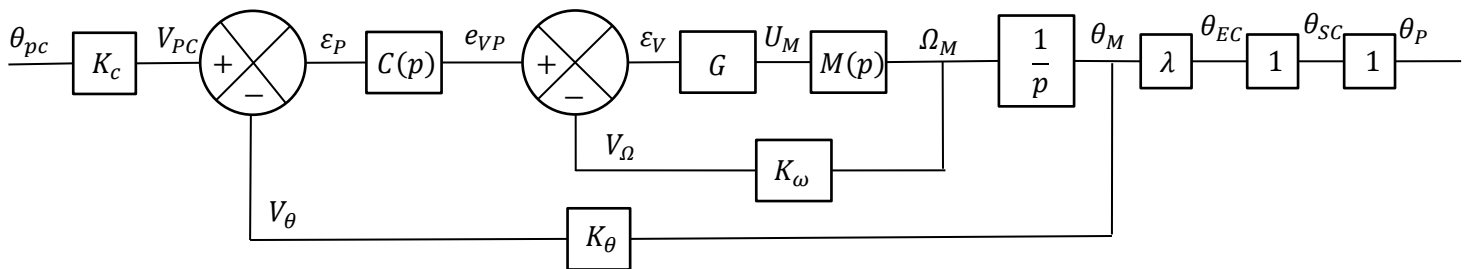 θ_pc K_c V_PC + − ε_P C(p) e_VP + − ε_V G U_M M(p) Ω_M 1/p θ_M λ θ_EC 1 θ_SC 1 θ_P
V_Ω K_ω
V_θ K_θ